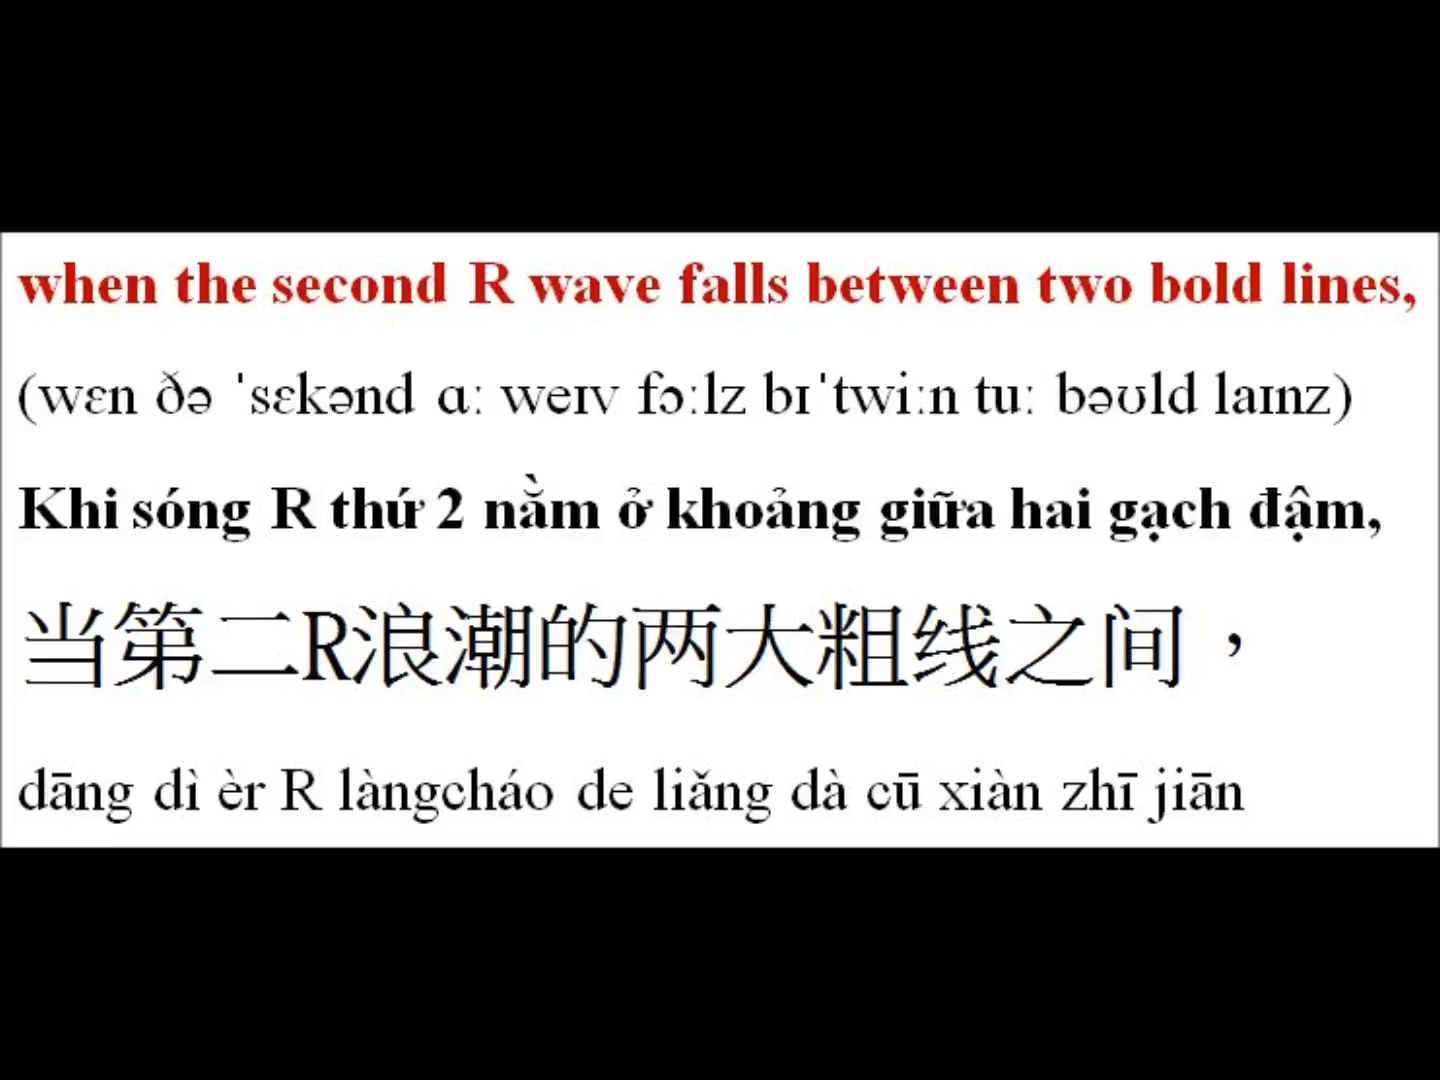 when the second R wave falls between two bold lines,
(wɛn ðə ˈsɛkənd ɑː weɪv fɔːlz bɪˈtwiːn tuː bəʊld laɪnz)
Khi sóng R thứ 2 nằm ở khoảng giữa hai gạch đậm,
当第二R浪潮的两大粗线之间，
dāng dì èr R làngcháo de liǎng dà cū xiàn zhī jiān